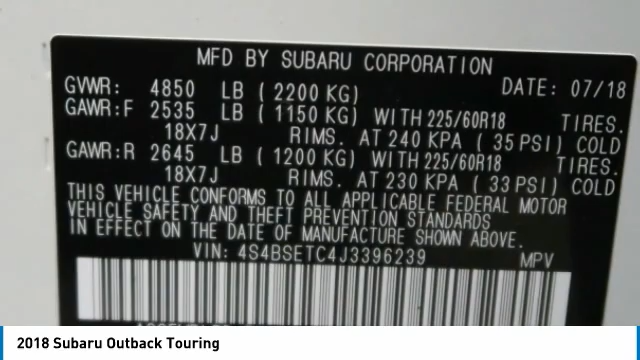 MFD BY SUBARU CORPORATION
GVWR: 4850 LB ( 2200 KG) DATE: 07/18
GAWR:F 2535 LB ( 1150 KG) WITH 225/60R18 TIRES.
18X7J RIMS. AT 240 KPA ( 35 PSI) COLD
GAWR:R 2645 LB ( 1200 KG) WITH 225/60R18 TIRES.
18X7J RIMS. AT 230 KPA ( 33 PSI) COLD
THIS VEHICLE CONFORMS TO ALL APPLICABLE FEDERAL MOTOR
VEHICLE SAFETY AND THEFT PREVENTION STANDARDS
IN EFFECT ON THE DATE OF MANUFACTURE SHOWN ABOVE.
VIN: 4S4BSETC4J3396239 MPV
2018 Subaru Outback Touring